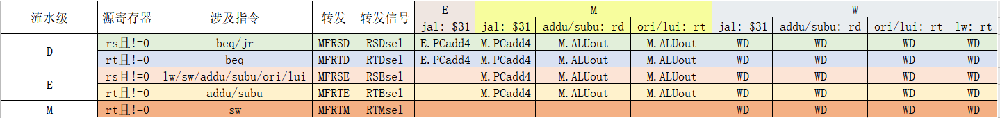 流水级 源寄存器 涉及指令 转发 转发信号 E M W
jal: $31 jal: $31 addu/subu: rd ori/lui: rt jal: $31 addu/subu: rd ori/lui: rt lw: rt
D rs且!=0 beq/jr MFRSD RSDsel E.PCadd4 M.PCadd4 M.ALUout M.ALUout WD WD WD WD
rt且!=0 beq MFRTD RTDsel E.PCadd4 M.PCadd4 M.ALUout M.ALUout WD WD WD WD
E rs且!=0 lw/sw/addu/subu/ori/lui MFRSE RSEsel M.PCadd4 M.ALUout M.ALUout WD WD WD WD
rt且!=0 addu/subu MFRTE RTEsel M.PCadd4 M.ALUout M.ALUout WD WD WD WD
M rt且!=0 sw MFRTM RTMsel WD WD WD WD